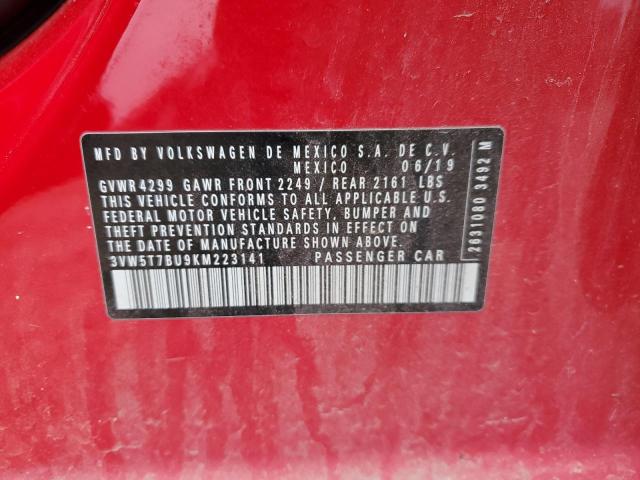 MFD BY VOLKSWAGEN DE MEXICO S.A. DE C.V.
MEXICO 06/19
GVWR 4299 GAWR FRONT 2249 / REAR 2161 LBS
THIS VEHICLE CONFORMS TO ALL APPLICABLE U.S.
FEDERAL MOTOR VEHICLE SAFETY, BUMPER AND
THEFT PREVENTION STANDARDS IN EFFECT ON
THE DATE OF MANUFACTURE SHOWN ABOVE.
3VW5T7BU9KM223141 PASSENGER CAR
2631080 3492 M